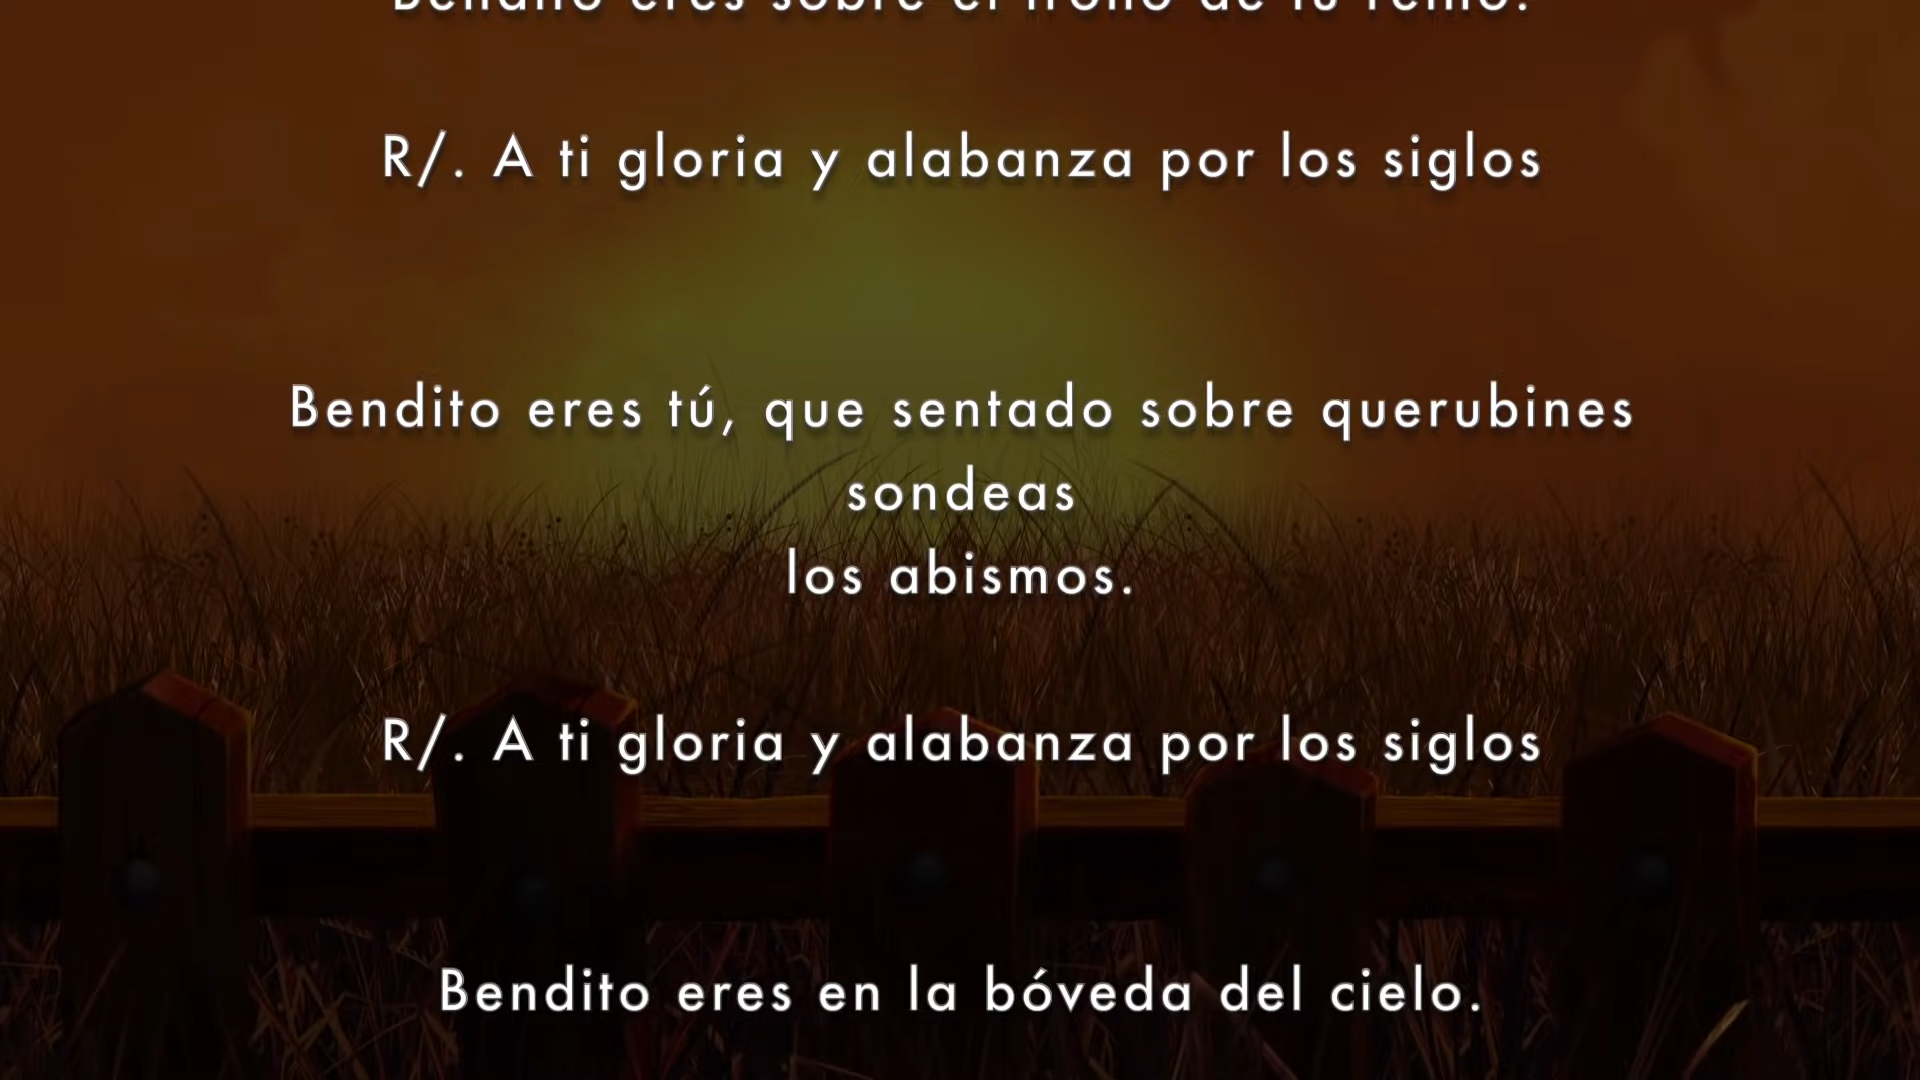 Bendito eres sobre el trono de tu reino.
R/. A ti gloria y alabanza por los siglos
Bendito eres tú, que sentado sobre querubines
sondeas
los abismos.
R/. A ti gloria y alabanza por los siglos
Bendito eres en la bóveda del cielo.